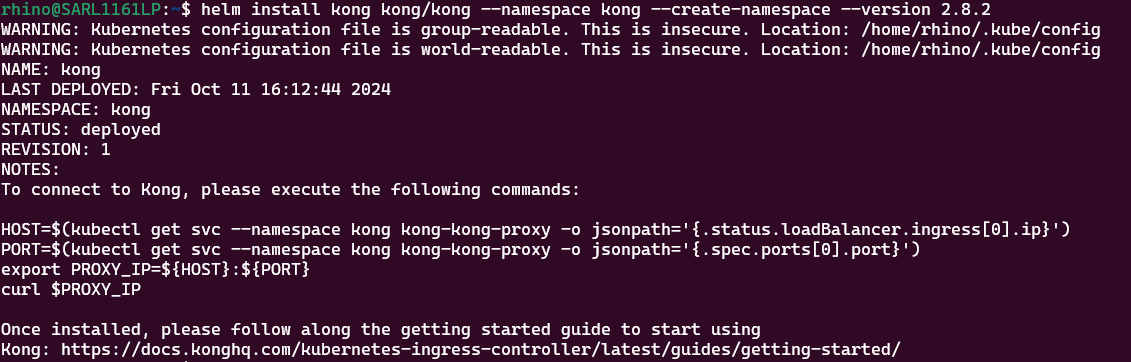 rhino@SARL1161LP:~$ helm install kong kong/kong --namespace kong --create-namespace --version 2.8.2
WARNING: Kubernetes configuration file is group-readable. This is insecure. Location: /home/rhino/.kube/config
WARNING: Kubernetes configuration file is world-readable. This is insecure. Location: /home/rhino/.kube/config
NAME: kong
LAST DEPLOYED: Fri Oct 11 16:12:44 2024
NAMESPACE: kong
STATUS: deployed
REVISION: 1
NOTES:
To connect to Kong, please execute the following commands:

HOST=$(kubectl get svc --namespace kong kong-kong-proxy -o jsonpath='{.status.loadBalancer.ingress[0].ip}')
PORT=$(kubectl get svc --namespace kong kong-kong-proxy -o jsonpath='{.spec.ports[0].port}')
export PROXY_IP=${HOST}:${PORT}
curl $PROXY_IP

Once installed, please follow along the getting started guide to start using
Kong: https://docs.konghq.com/kubernetes-ingress-controller/latest/guides/getting-started/